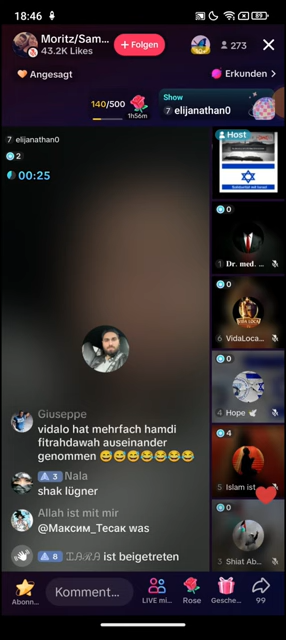 18:46
89
Moritz/Sam...
43.2K Likes
+ Folgen
273
Angesagt
Erkunden >
140/500
1h56m
Show
7 elijanathan0
7 elijanathan0
2
00:25
Host
0
1 Dr. med. ...
0
6 VidaLoca...
0
4 Hope
4
5 Islam ist ...
0
3 Shiat Ab...
Giuseppe
vidalo hat mehrfach hamdi
fitrahdawah auseinander
genommen 😅😅😅😂😂😂😂
3 Nala
shak lügner
Allah ist mit mir
@Максим_Тесак was
8 ist beigetreten
Abonn...
Komment...
LIVE mi...
Rose
Gesche...
99